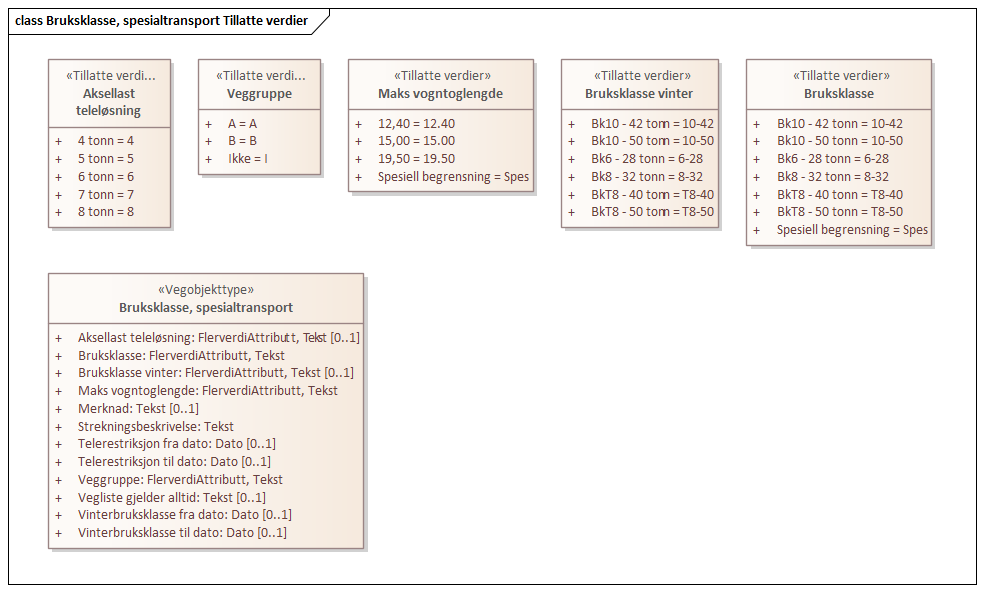 class Bruksklasse, spesialtransport Tillatte verdier
«Tillatte verdi...
Aksellast
teleløsning
+ 4 tonn = 4
+ 5 tonn = 5
+ 6 tonn = 6
+ 7 tonn = 7
+ 8 tonn = 8
«Tillatte verdi...
Veggruppe
+ A = A
+ B = B
+ Ikke = I
«Tillatte verdier»
Maks vogntoglengde
+ 12,40 = 12.40
+ 15,00 = 15.00
+ 19,50 = 19.50
+ Spesiell begrensning = Spes
«Tillatte verdier»
Bruksklasse vinter
+ Bk10 - 42 tonn = 10-42
+ Bk10 - 50 tonn = 10-50
+ Bk6 - 28 tonn = 6-28
+ Bk8 - 32 tonn = 8-32
+ BkT8 - 40 tonn = T8-40
+ BkT8 - 50 tonn = T8-50
«Tillatte verdier»
Bruksklasse
+ Bk10 - 42 tonn = 10-42
+ Bk10 - 50 tonn = 10-50
+ Bk6 - 28 tonn = 6-28
+ Bk8 - 32 tonn = 8-32
+ BkT8 - 40 tonn = T8-40
+ BkT8 - 50 tonn = T8-50
+ Spesiell begrensning = Spes
«Vegobjekttype»
Bruksklasse, spesialtransport
+ Aksellast teleløsning: FlerverdiAttributt, Tekst [0..1]
+ Bruksklasse: FlerverdiAttributt, Tekst
+ Bruksklasse vinter: FlerverdiAttributt, Tekst [0..1]
+ Maks vogntoglengde: FlerverdiAttributt, Tekst
+ Merknad: Tekst [0..1]
+ Strekningsbeskrivelse: Tekst
+ Telerestriksjon fra dato: Dato [0..1]
+ Telerestriksjon til dato: Dato [0..1]
+ Veggruppe: FlerverdiAttributt, Tekst
+ Vegliste gjelder alltid: Tekst [0..1]
+ Vinterbruksklasse fra dato: Dato [0..1]
+ Vinterbruksklasse til dato: Dato [0..1]